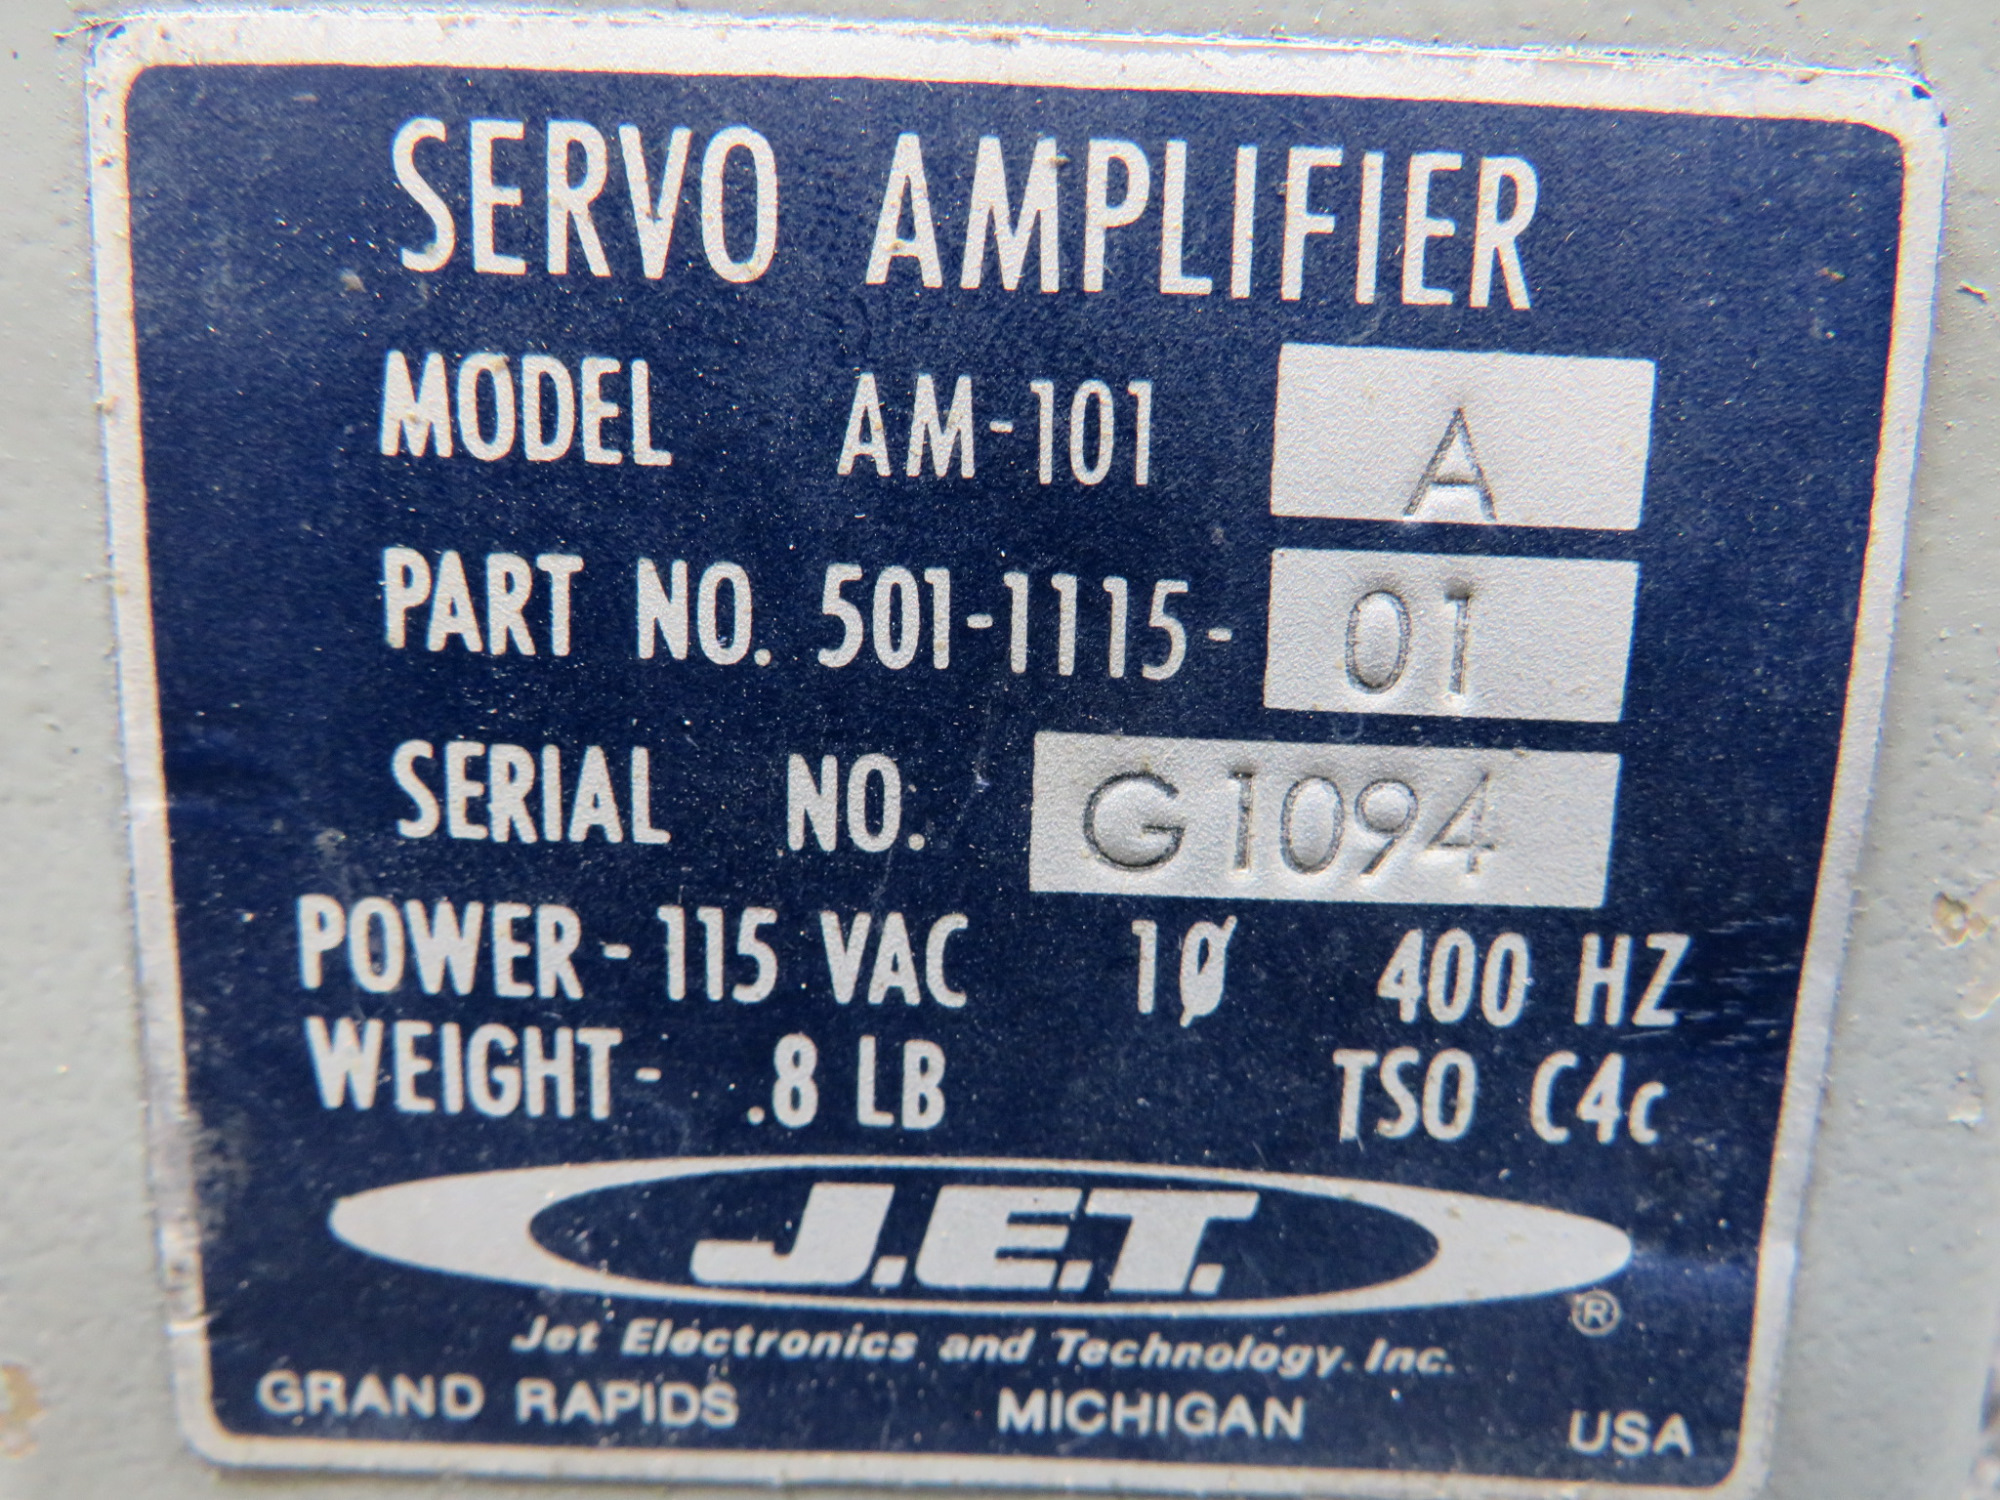 SERVO AMPLIFIER
MODEL AM-101 A
PART NO. 501-1115- 01
SERIAL NO. G1094
POWER - 115 VAC 1Ø 400 HZ
WEIGHT - .8 LB TSO C4c
J.E.T.
®
Jet Electronics and Technology. Inc.
GRAND RAPIDS MICHIGAN USA